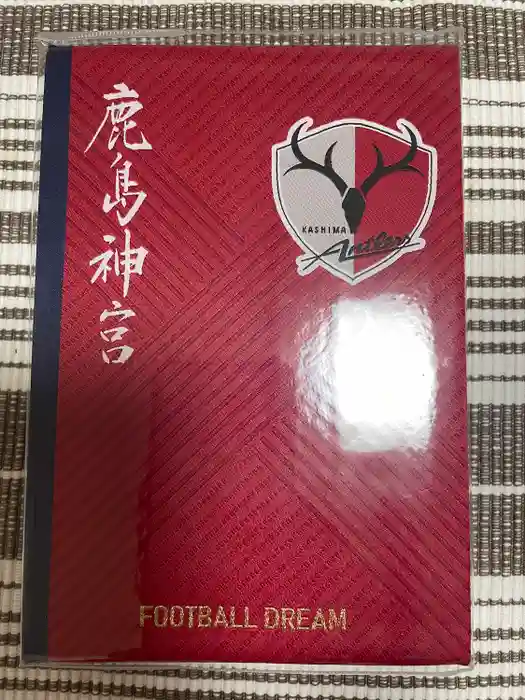 鹿島神宮
KASHIMA
Antlers
FOOTBALL DREAM